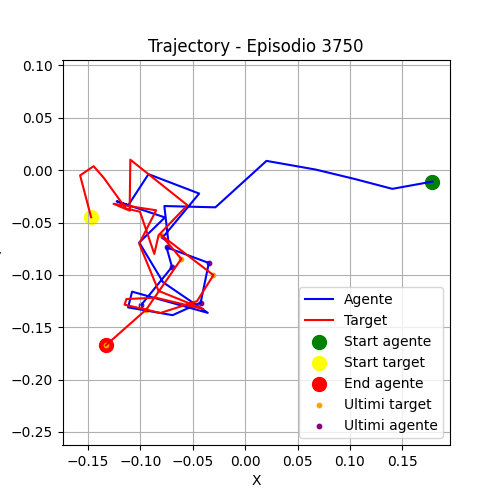 Trajectory - Episodio 3750
0.10
0.05
0.00
−0.05
−0.10
−0.15
−0.20
−0.25
−0.15
−0.10
−0.05
0.00
0.05
0.10
0.15
X
Agente
Target
Start agente
Start target
End agente
Ultimi target
Ultimi agente